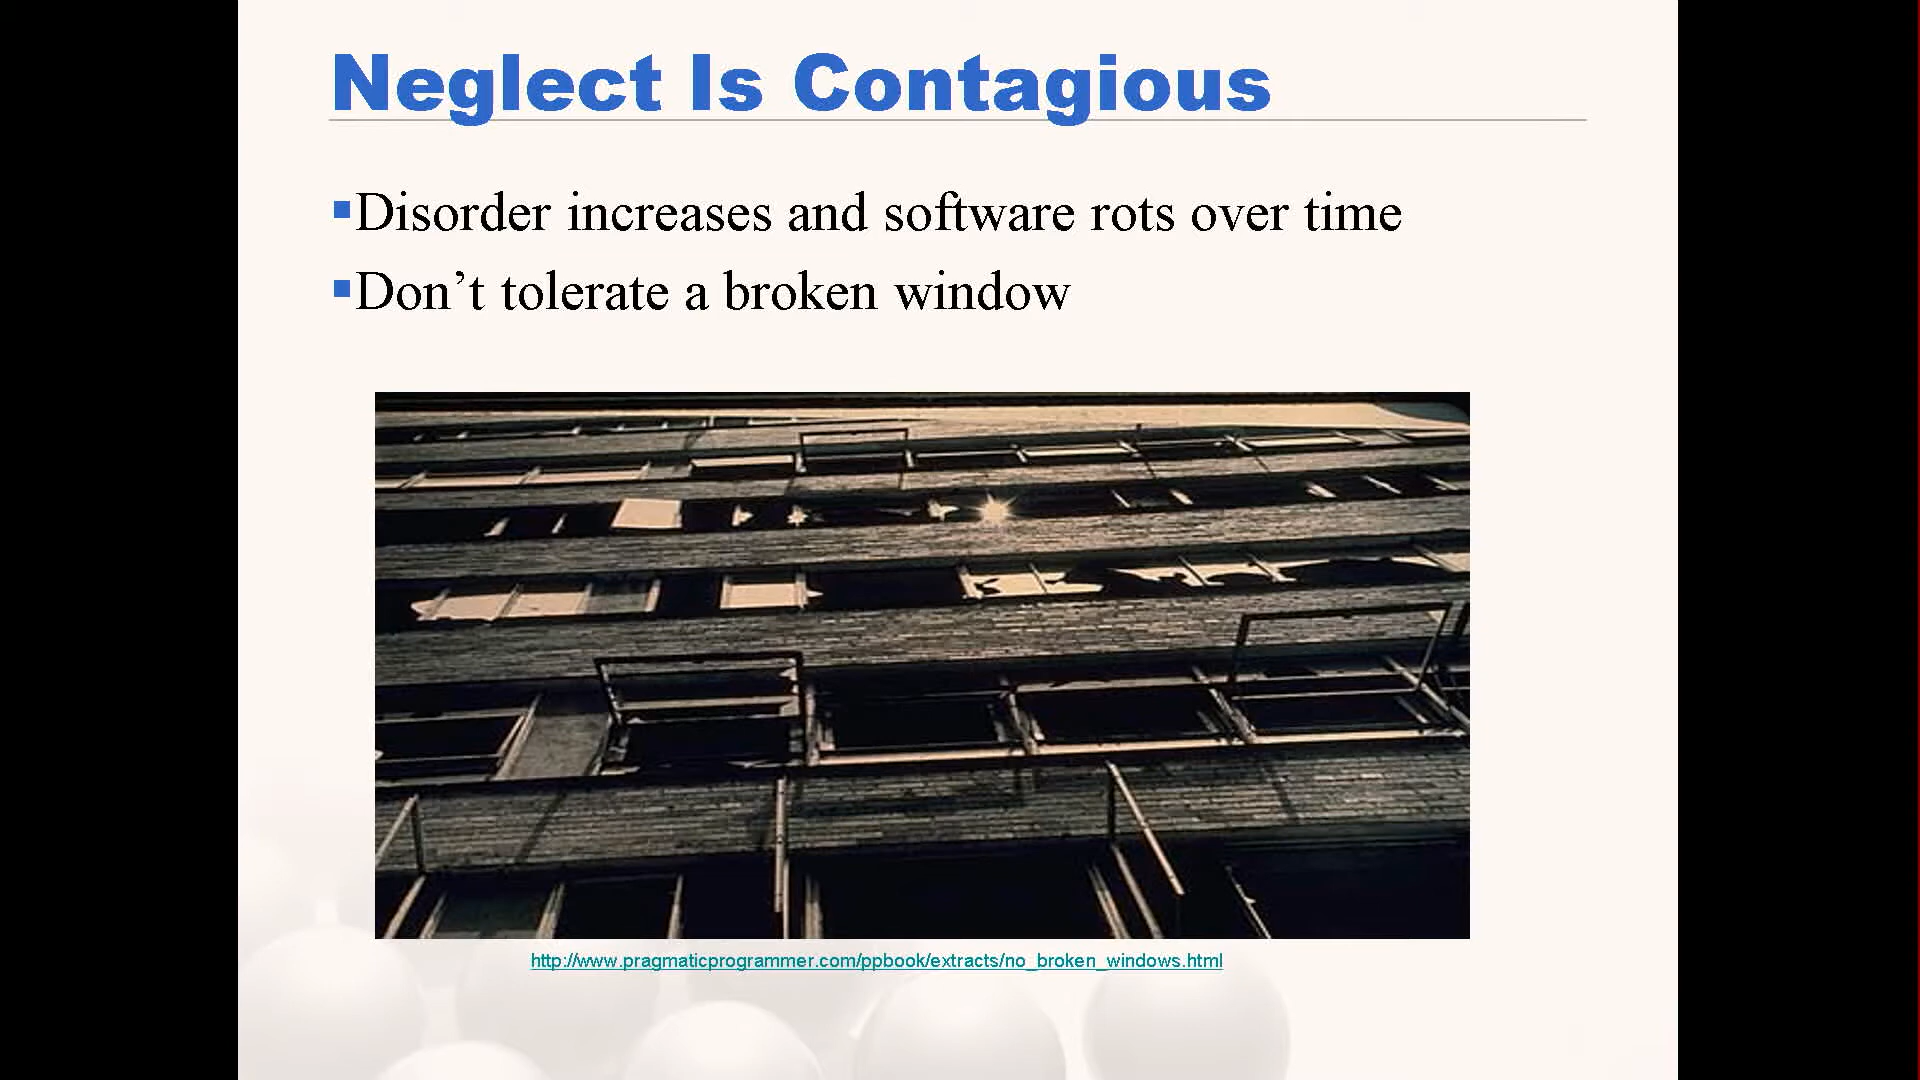 Neglect Is Contagious
▪Disorder increases and software rots over time
▪Don’t tolerate a broken window
http://www.pragmaticprogrammer.com/ppbook/extracts/no_broken_windows.html